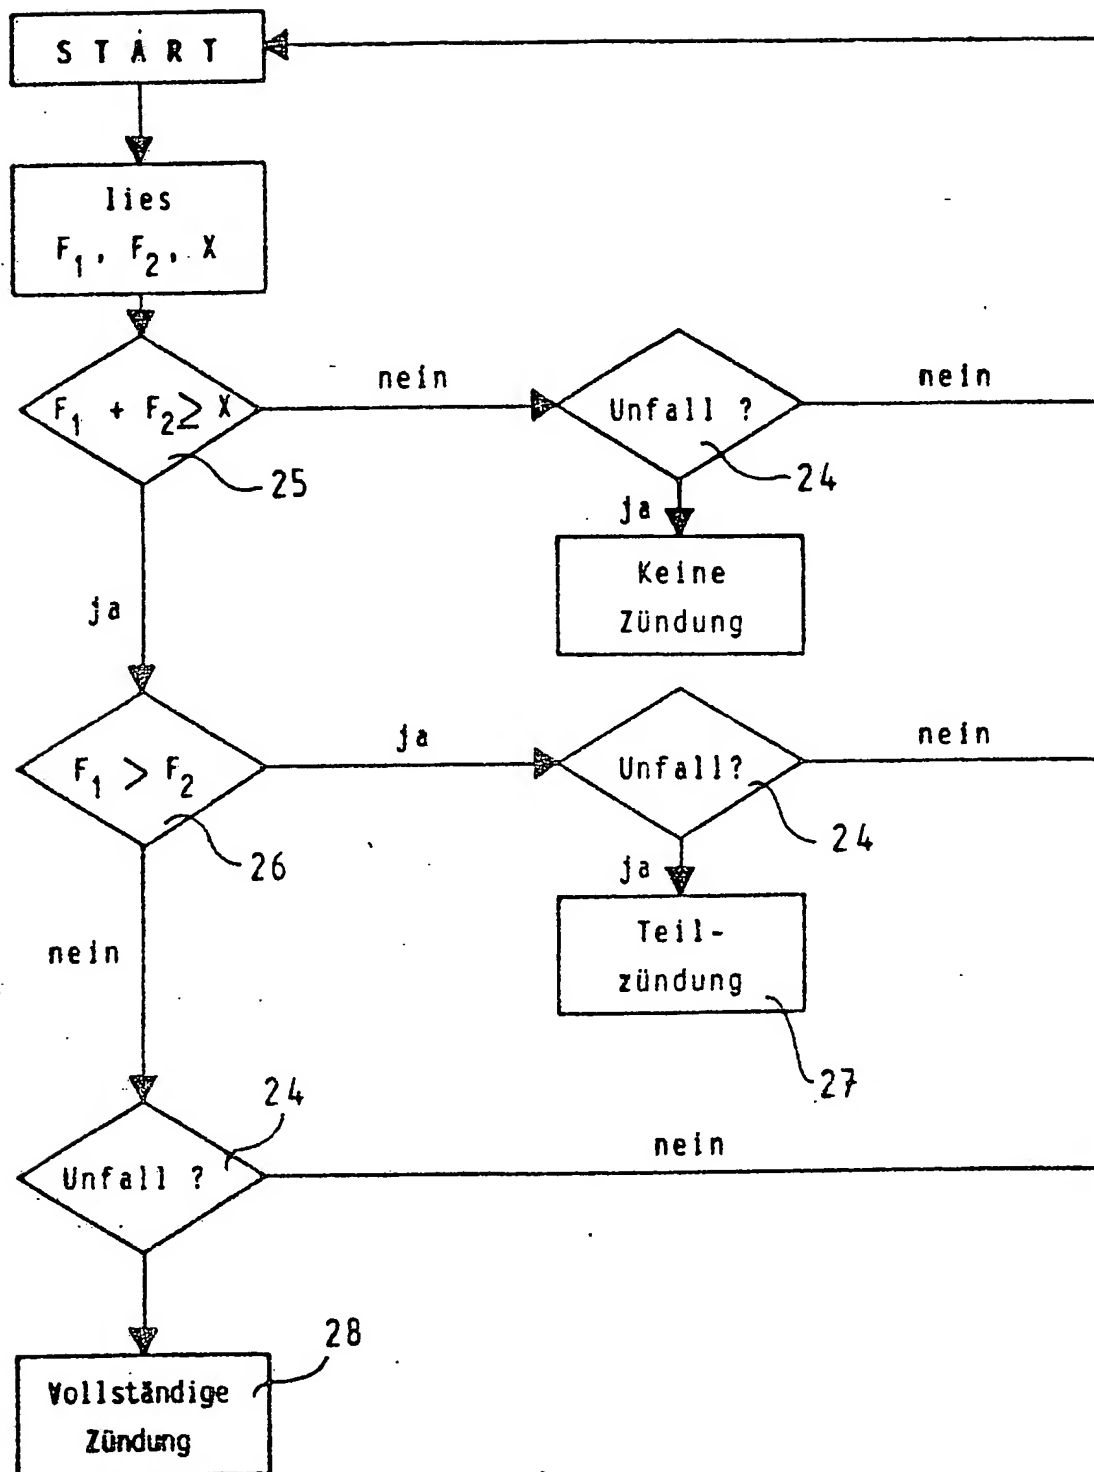 START
lies
F₁, F₂, X
F₁ + F₂ ≥ X
25
nein
Unfall ?
24
nein
ja
Keine
Zündung
ja
F₁ > F₂
26
ja
Unfall?
24
nein
ja
Teil-
zündung
27
nein
Unfall ?
24
nein
28
Vollständige
Zündung